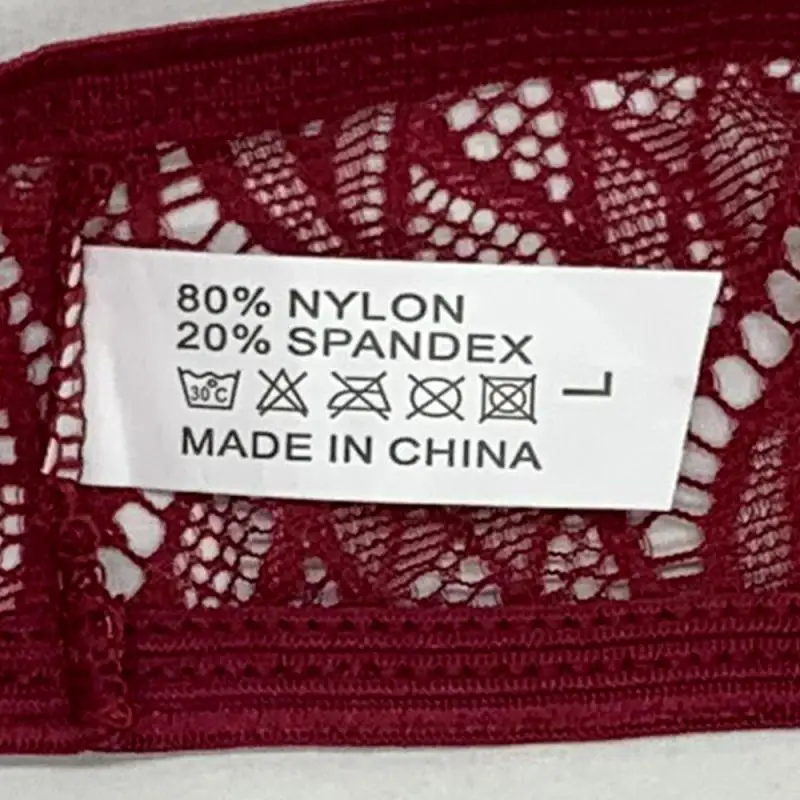 80% NYLON
20% SPANDEX
30°C
L
MADE IN CHINA